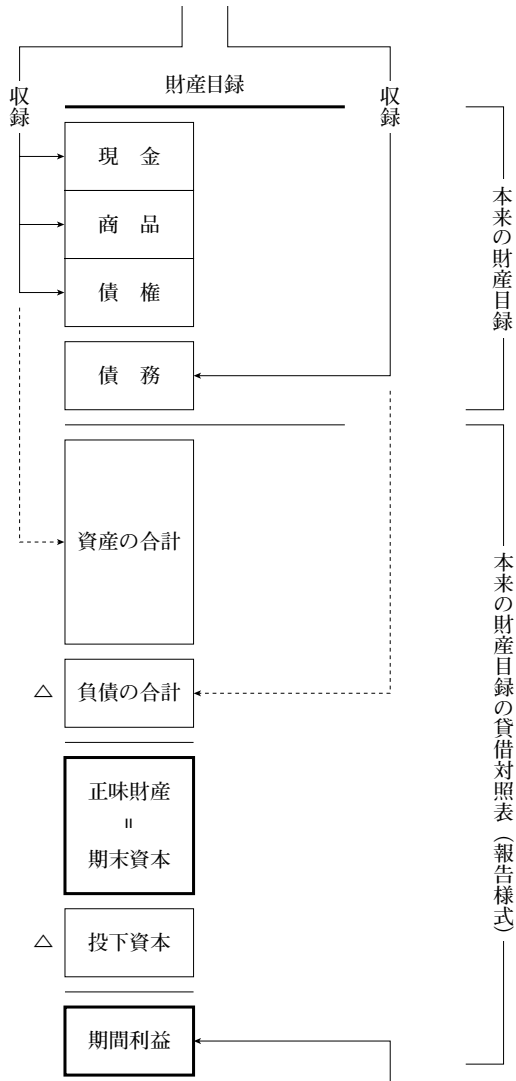 財産目録
収録
収録
現　金
商　品
債　権
債　務
本来の財産目録
資産の合計
△ 負債の合計
正味財産
＝
期末資本
△ 投下資本
期間利益
本来の財産目録の貸借対照表（報告様式）